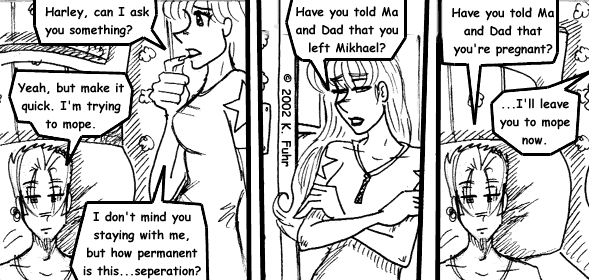 Harley, can I ask
you something?
Yeah, but make it
quick. I'm trying
to mope.
I don't mind you
staying with me,
but how permanent
is this...seperation?
Have you told Ma
and Dad that you
left Mikhael?
© 2002 K. Fuhr
Have you told Ma
and Dad that
you're pregnant?
...I'll leave
you to mope
now.